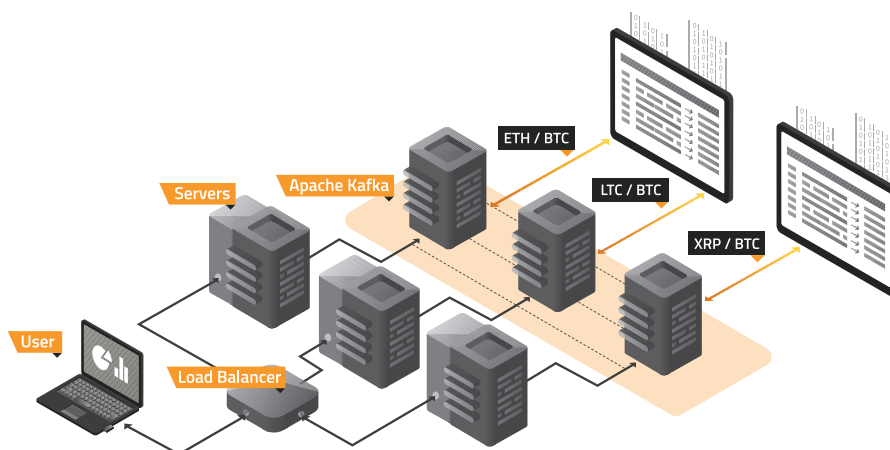 ETH / BTC
Servers
Apache Kafka
LTC / BTC
XRP / BTC
User
Load Balancer